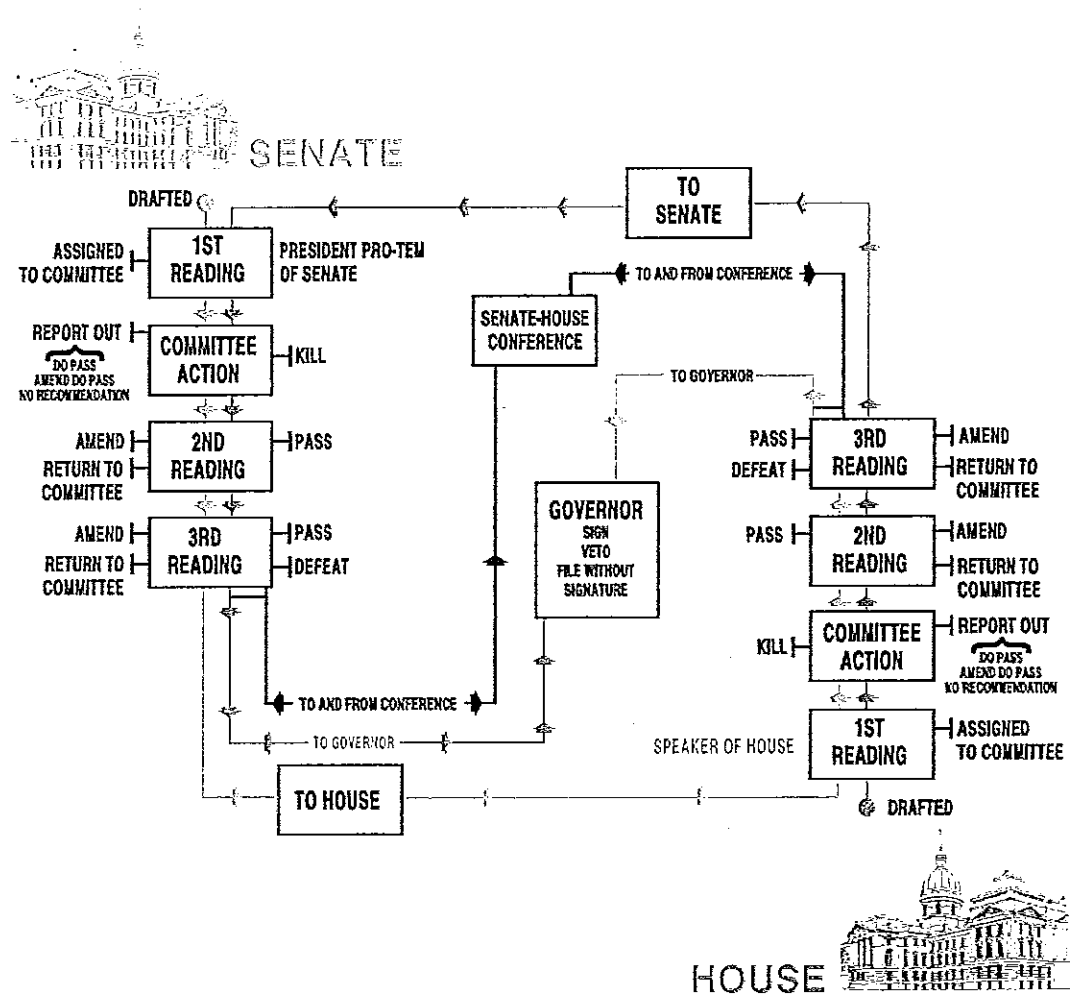 SENATE
DRAFTED
TO
SENATE
1ST
READING
ASSIGNED
TO COMMITTEE
PRESIDENT PRO-TEM
OF SENATE
TO AND FROM CONFERENCE
SENATE-HOUSE
CONFERENCE
REPORT OUT
DO PASS
AMEND DO PASS
NO RECOMMENDATION
COMMITTEE
ACTION
KILL
TO GOVERNOR
AMEND
RETURN TO
COMMITTEE
2ND
READING
PASS
PASS
DEFEAT
3RD
READING
AMEND
RETURN TO
COMMITTEE
AMEND
RETURN TO
COMMITTEE
3RD
READING
PASS
DEFEAT
GOVERNOR
SIGN
VETO
FILE WITHOUT
SIGNATURE
PASS
2ND
READING
AMEND
RETURN TO
COMMITTEE
KILL
COMMITTEE
ACTION
REPORT OUT
DO PASS
AMEND DO PASS
NO RECOMMENDATION
TO AND FROM CONFERENCE
TO GOVERNOR
SPEAKER OF HOUSE
1ST
READING
ASSIGNED
TO COMMITTEE
TO HOUSE
DRAFTED
HOUSE